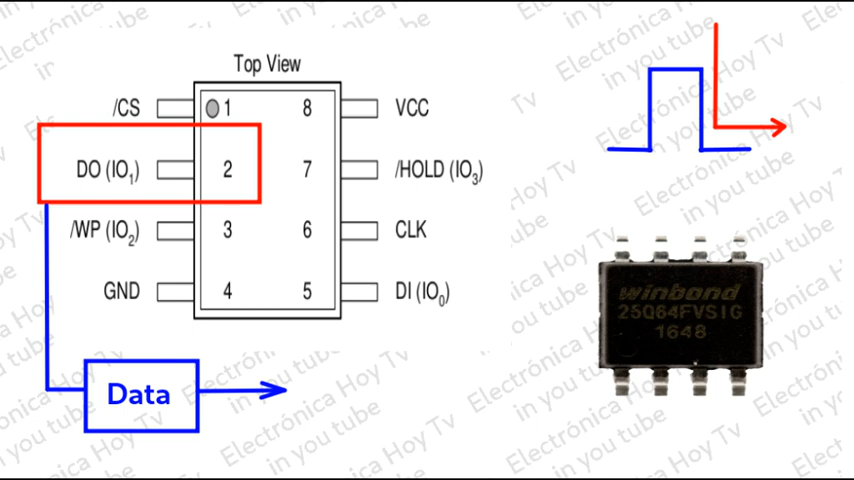 Top View
/CS 1 8 VCC
DO (IO1) 2 7 /HOLD (IO3)
/WP (IO2) 3 6 CLK
GND 4 5 DI (IO0)
Data
winbond
25Q64FVSIG
1648
Electrónica Hoy Tv
in you tube